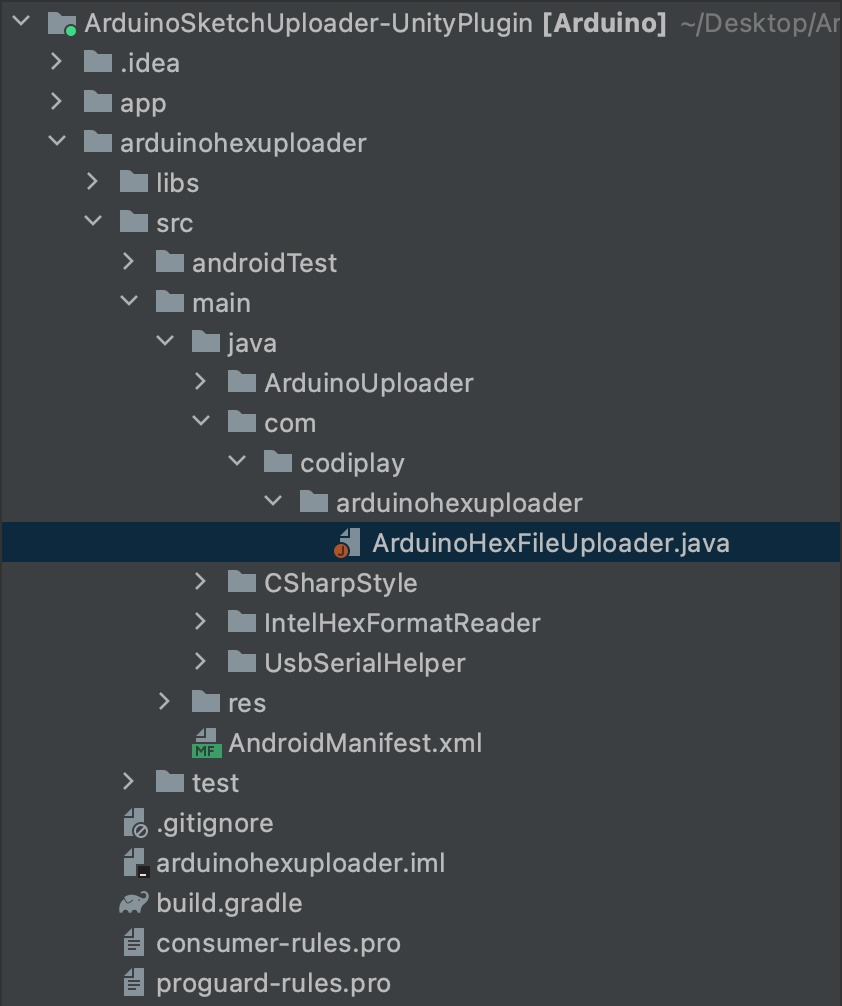 ArduinoSketchUploader-UnityPlugin [Arduino] ~/Desktop/Ar
.idea
app
arduinohexuploader
libs
src
androidTest
main
java
ArduinoUploader
com
codiplay
arduinohexuploader
ArduinoHexFileUploader.java
CSharpStyle
IntelHexFormatReader
UsbSerialHelper
res
MF AndroidManifest.xml
test
.gitignore
arduinohexuploader.iml
build.gradle
consumer-rules.pro
proguard-rules.pro